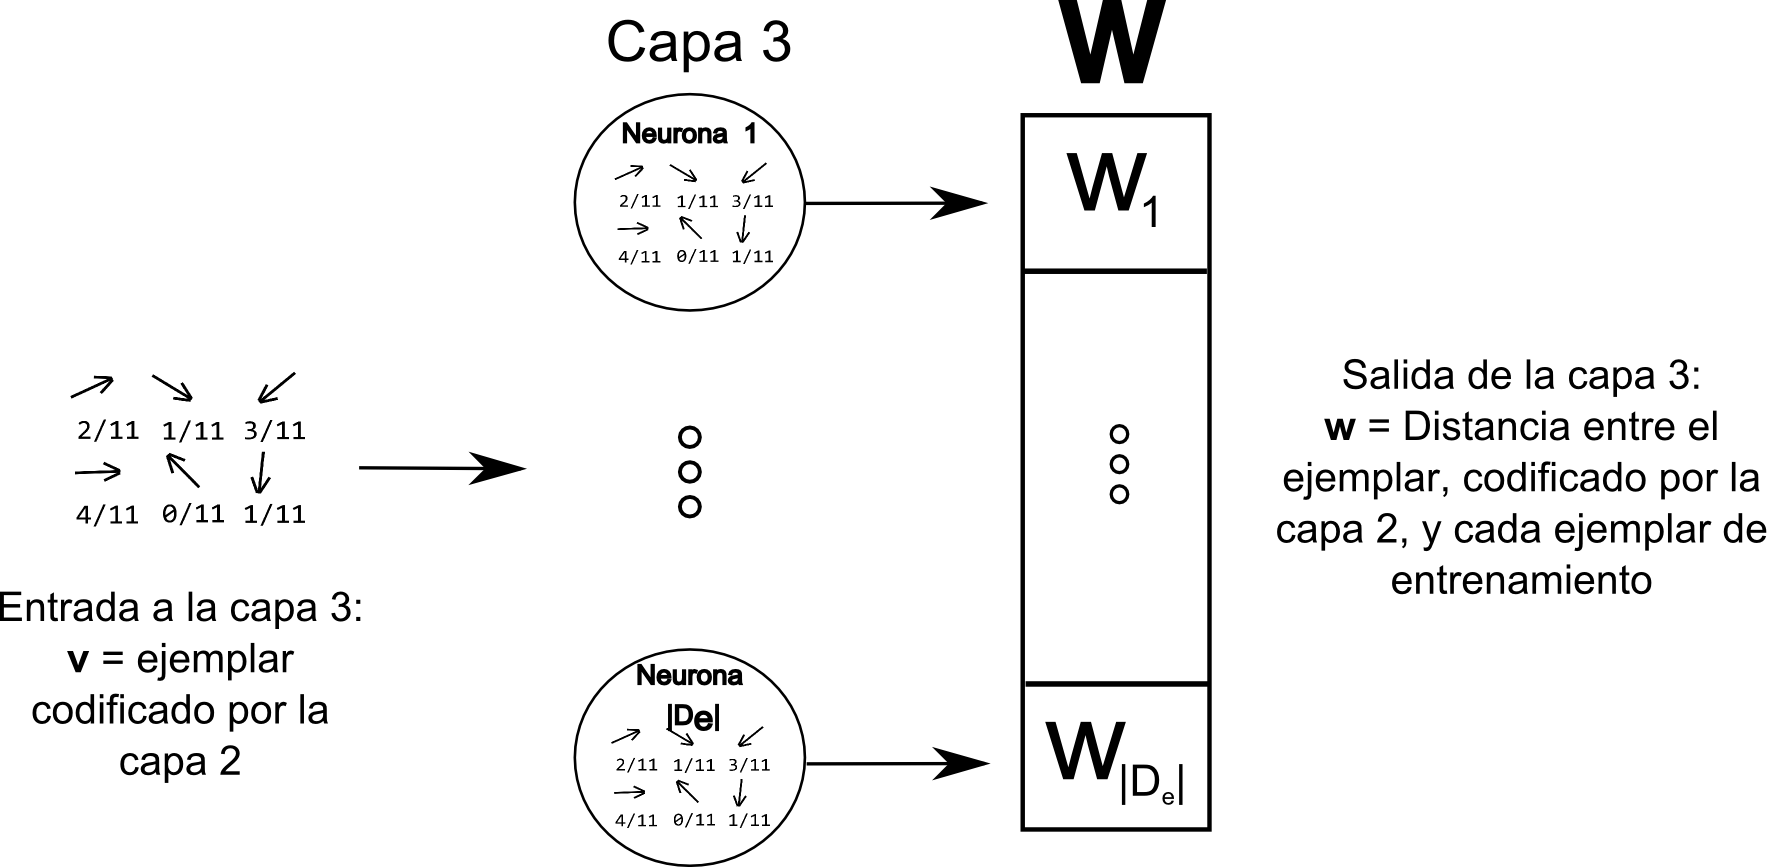 Capa 3
W
Neurona 1
2/11 1/11 3/11
4/11 0/11 1/11
W1
2/11 1/11 3/11
4/11 0/11 1/11
Entrada a la capa 3:
v = ejemplar
codificado por la
capa 2
Neurona
|De|
2/11 1/11 3/11
4/11 0/11 1/11
W|De|
Salida de la capa 3:
w = Distancia entre el
ejemplar, codificado por la
capa 2, y cada ejemplar de
entrenamiento